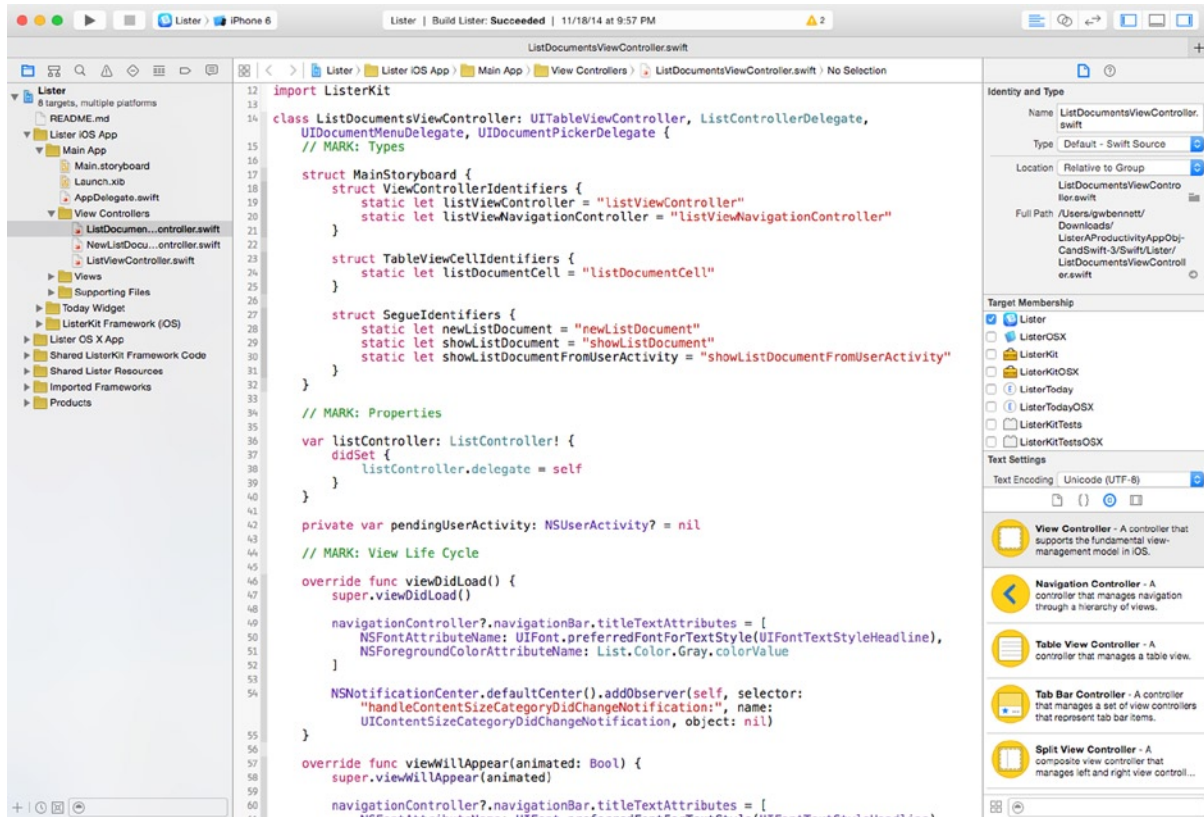 Lister
iPhone 6
Lister | Build Lister: Succeeded | 11/18/14 at 9:57 PM
2
ListDocumentsViewController.swift
Lister
8 targets, multiple platforms
README.md
Lister iOS App
Main App
Main.storyboard
Launch.xib
AppDelegate.swift
View Controllers
ListDocumen...ontroller.swift
NewListDocu...ontroller.swift
ListViewController.swift
Views
Supporting Files
Today Widget
ListerKit Framework (iOS)
Lister OS X App
Shared ListerKit Framework Code
Shared Lister Resources
Imported Frameworks
Products
Lister
Lister iOS App
Main App
View Controllers
ListDocumentsViewController.swift
No Selection
12 import ListerKit
13
14 class ListDocumentsViewController: UITableViewController, ListControllerDelegate,
UIDocumentMenuDelegate, UIDocumentPickerDelegate {
15 // MARK: Types
16
17 struct MainStoryboard {
18 struct ViewControllerIdentifiers {
19 static let listViewController = "listViewController"
20 static let listViewNavigationController = "listViewNavigationController"
21 }
22
23 struct TableViewCellIdentifiers {
24 static let listDocumentCell = "listDocumentCell"
25 }
26
27 struct SegueIdentifiers {
28 static let newListDocument = "newListDocument"
29 static let showListDocument = "showListDocument"
30 static let showListDocumentFromUserActivity = "showListDocumentFromUserActivity"
31 }
32 }
33
34 // MARK: Properties
35
36 var listController: ListController! {
37 didSet {
38 listController.delegate = self
39 }
40 }
41
42 private var pendingUserActivity: NSUserActivity? = nil
43
44 // MARK: View Life Cycle
45
46 override func viewDidLoad() {
47 super.viewDidLoad()
48
49 navigationController?.navigationBar.titleTextAttributes = [
50 NSFontAttributeName: UIFont.preferredFontForTextStyle(UIFontTextStyleHeadline),
51 NSForegroundColorAttributeName: List.Color.Gray.colorValue
52 ]
53
54 NSNotificationCenter.defaultCenter().addObserver(self, selector:
"handleContentSizeCategoryDidChangeNotification:", name:
UIContentSizeCategoryDidChangeNotification, object: nil)
55 }
56
57 override func viewWillAppear(animated: Bool) {
58 super.viewWillAppear(animated)
59
60 navigationController?.navigationBar.titleTextAttributes = [
Identity and Type
Name ListDocumentsViewController.
swift
Type Default - Swift Source
Location Relative to Group
ListDocumentsViewContro
ller.swift
Full Path /Users/gwbennett/
Downloads/
ListerAProductivityAppObj-
CandSwift-3/Swift/Lister/
ListDocumentsViewControll
er.swift
Target Membership
Lister
ListerOSX
ListerKit
ListerKitOSX
ListerToday
ListerTodayOSX
ListerKitTests
ListerKitTestsOSX
Text Settings
Text Encoding Unicode (UTF-8)
View Controller - A controller that
supports the fundamental view-
management model in iOS.
Navigation Controller - A
controller that manages navigation
through a hierarchy of views.
Table View Controller - A
controller that manages a table view.
Tab Bar Controller - A controller
that manages a set of view controllers
that represent tab bar items.
Split View Controller - A
composite view controller that
manages left and right view controll...